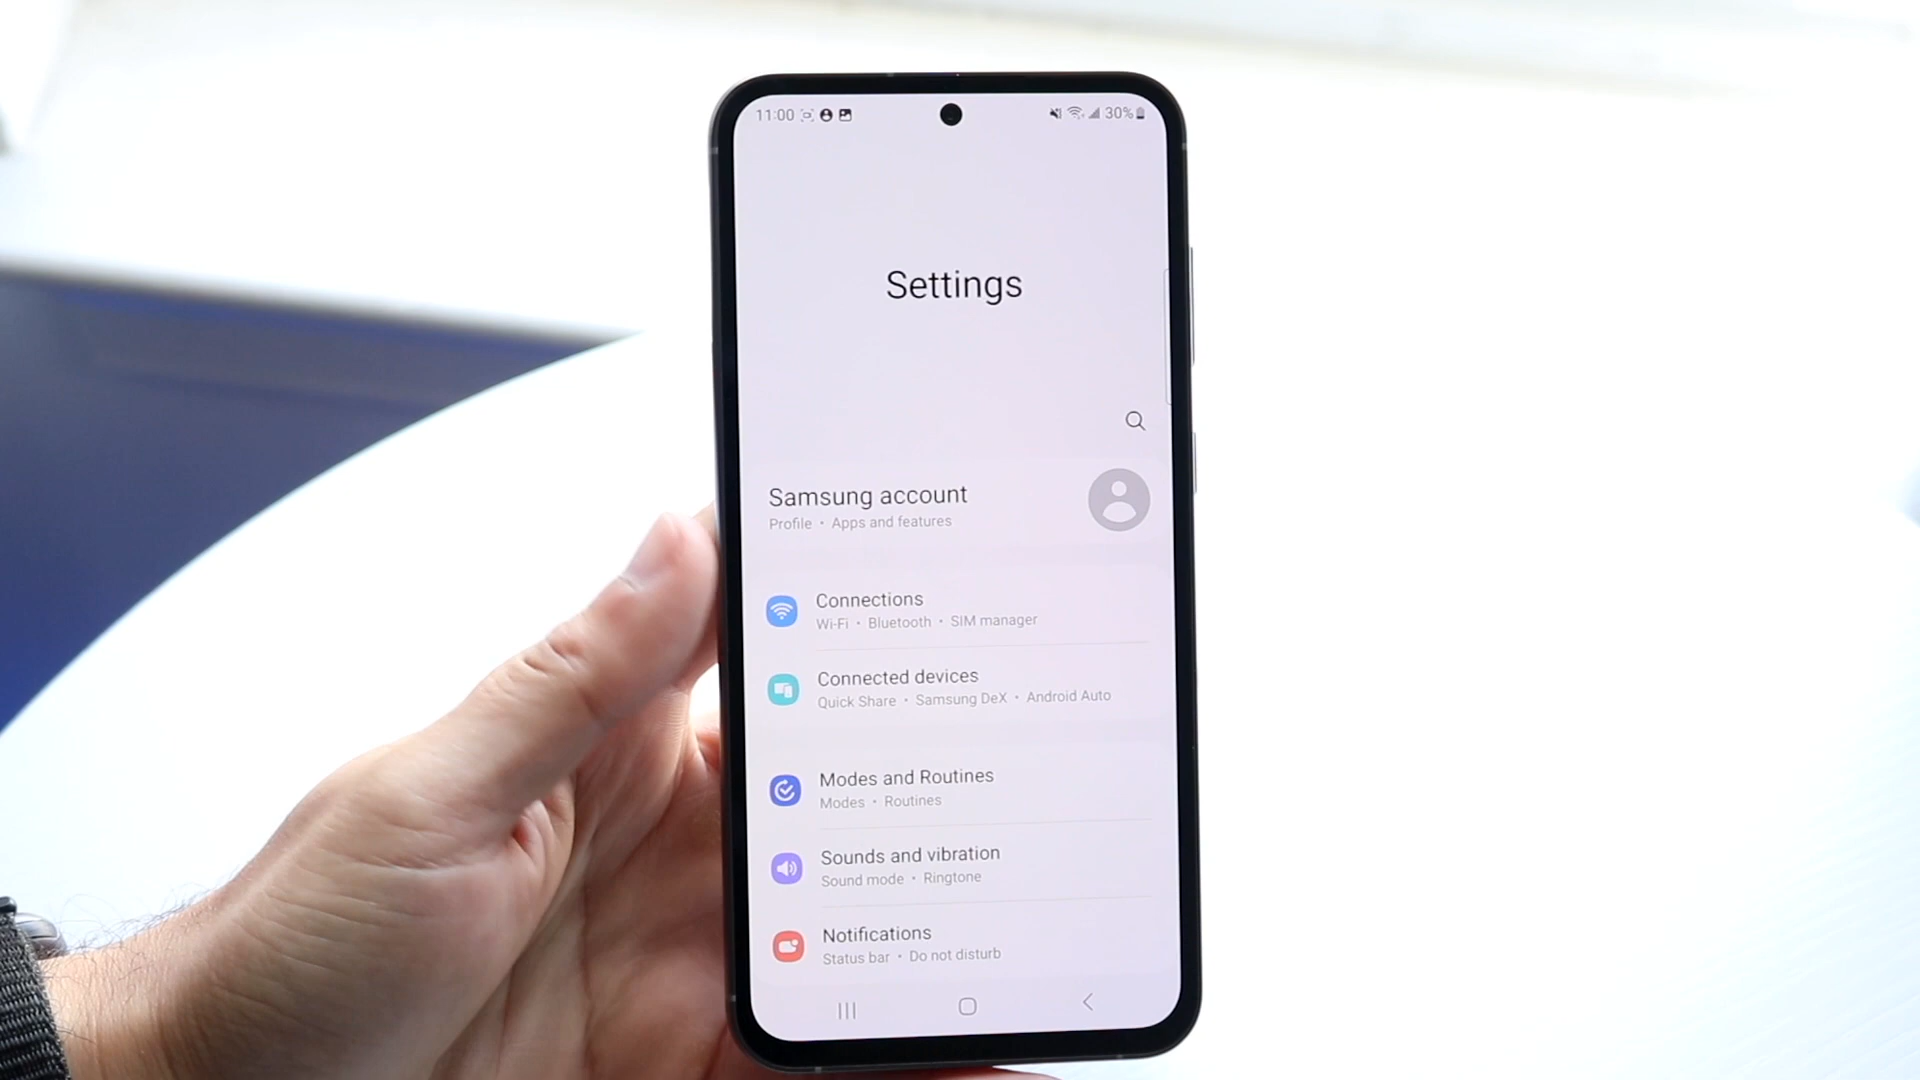 11:00 30%
Settings
Samsung account
Profile • Apps and features
Connections
Wi-Fi • Bluetooth • SIM manager
Connected devices
Quick Share • Samsung DeX • Android Auto
Modes and Routines
Modes • Routines
Sounds and vibration
Sound mode • Ringtone
Notifications
Status bar • Do not disturb